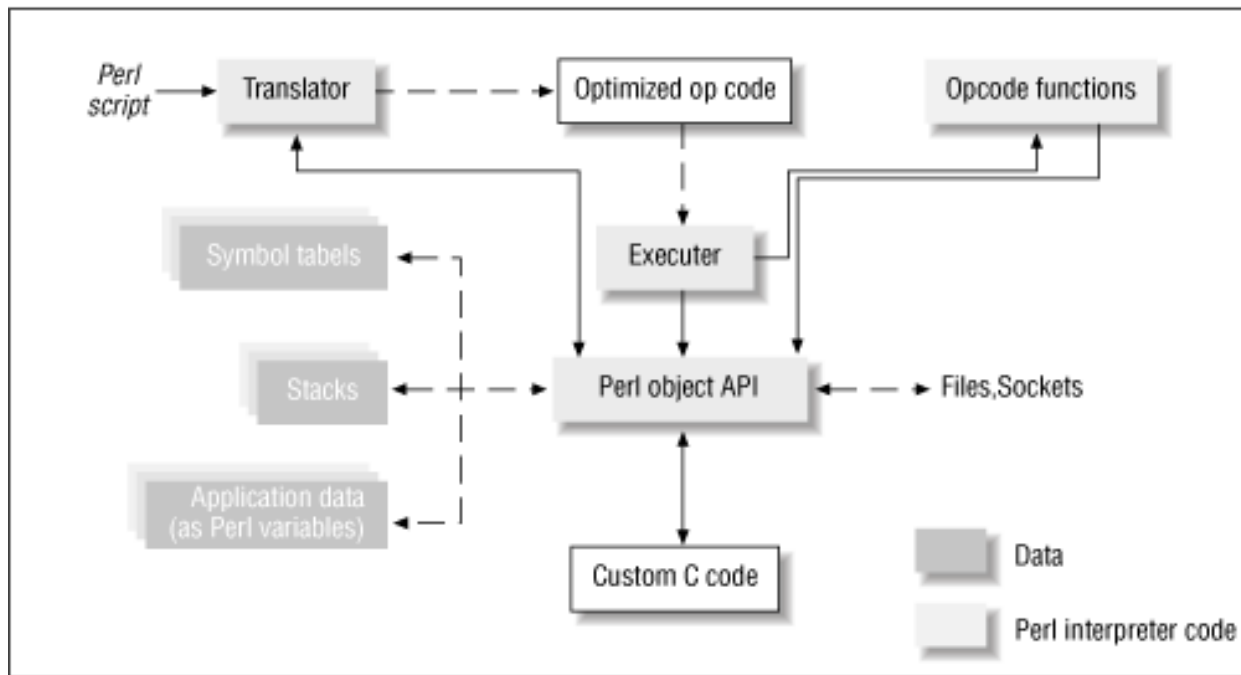 Perl
script
Translator
Optimized op code
Opcode functions
Symbol tabels
Executer
Stacks
Perl object API
Files,Sockets
Application data
(as Perl variables)
Custom C code
Data
Perl interpreter code